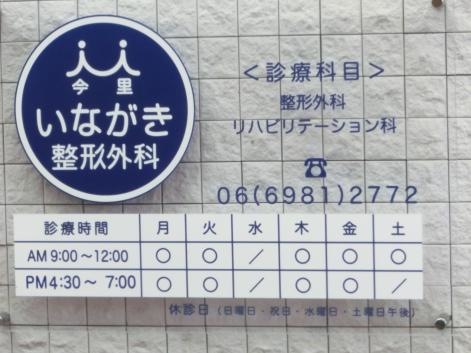 今里
いながき
整形外科
＜診療科目＞
整形外科
リハビリテーション科
☎
06(6981)2772
診療時間 月 火 水 木 金 土
AM 9:00～12:00 ○ ○ ／ ○ ○ ○
PM 4:30～ 7:00 ○ ○ ／ ○ ○ ／
休診日（日曜日・祝日・水曜日・土曜日午後）